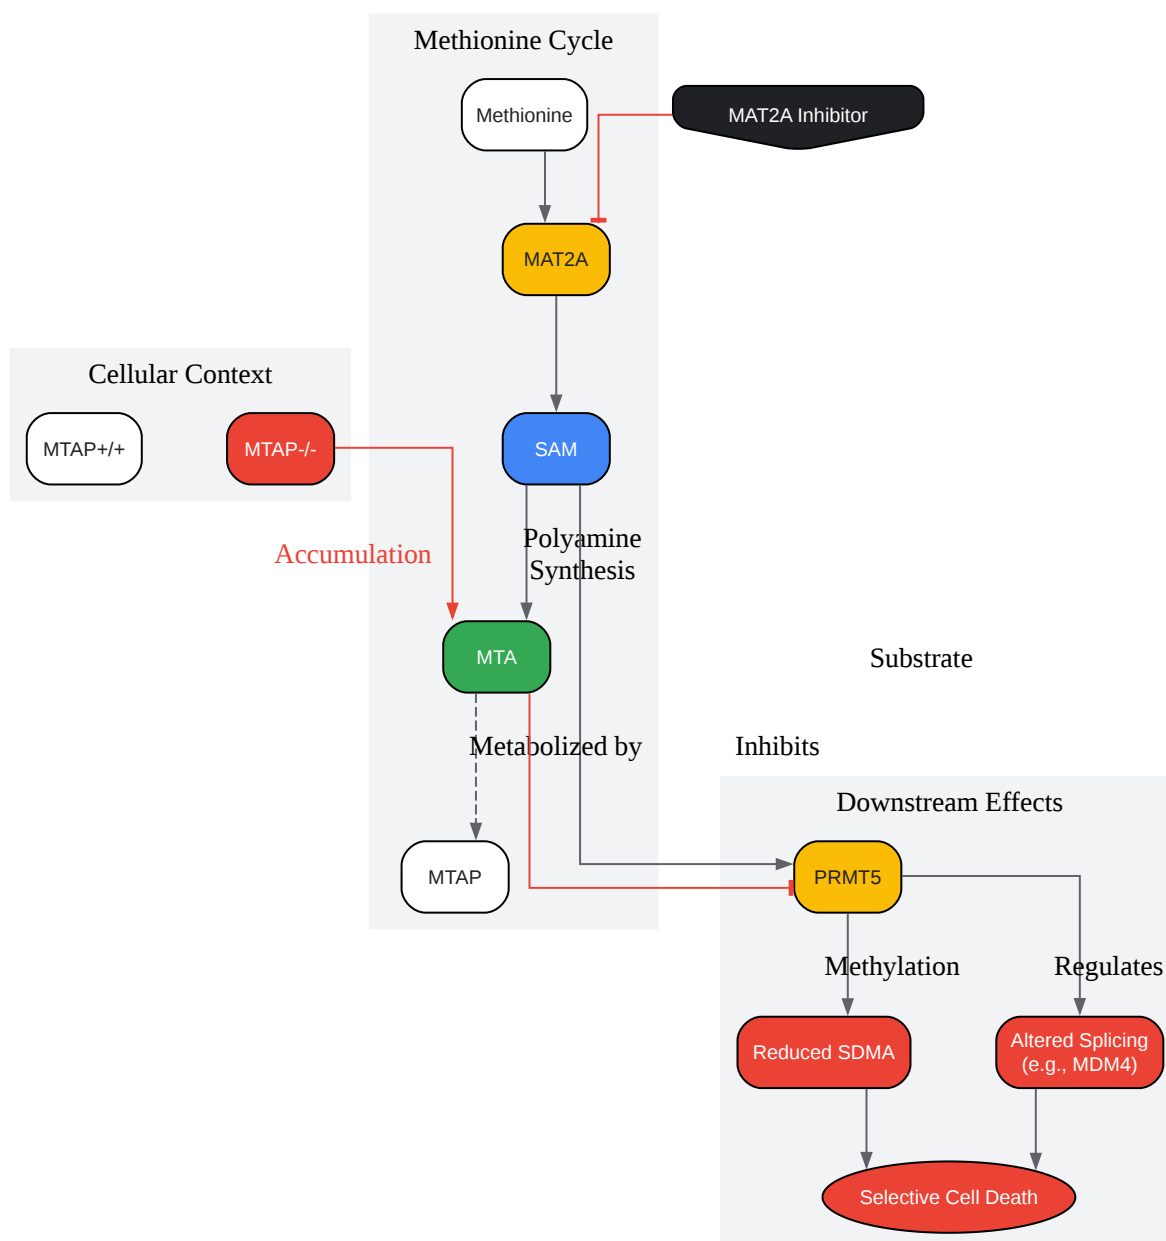 Methionine Cycle
Methionine
MAT2A Inhibitor
MAT2A
Cellular Context
MTAP+/+
MTAP-/-
SAM
Accumulation
Polyamine
Synthesis
MTA
Substrate
Metabolized by
Inhibits
Downstream Effects
MTAP
PRMT5
Methylation
Regulates
Reduced SDMA
Altered Splicing
(e.g., MDM4)
Selective Cell Death